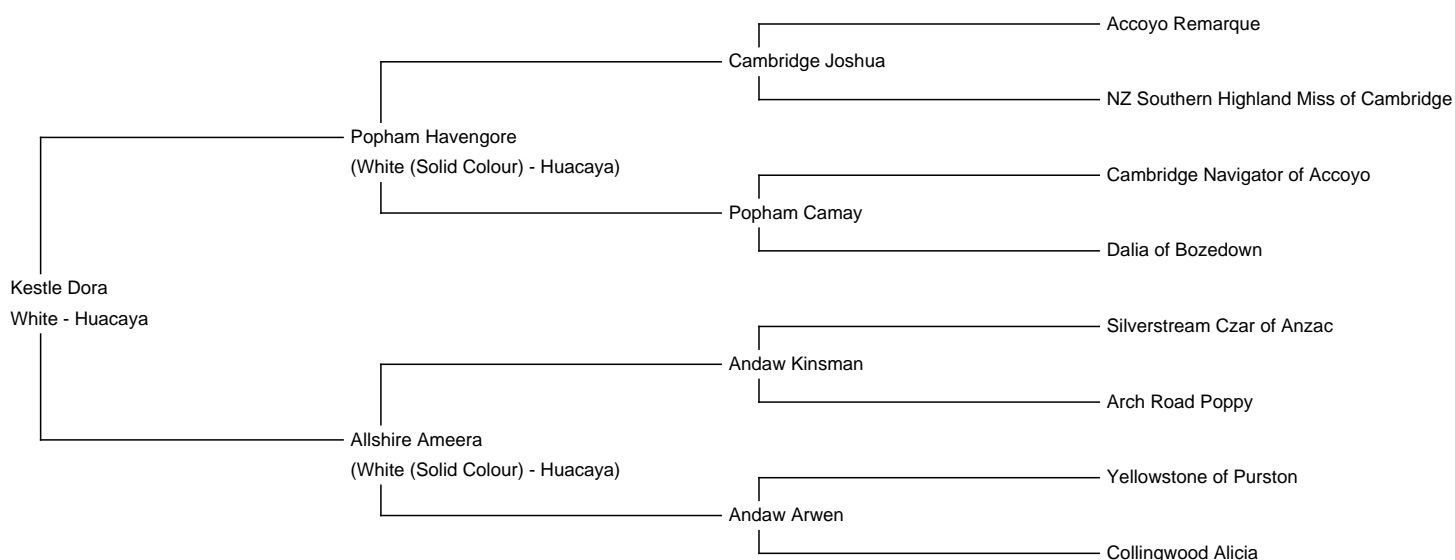 Accoyo Remarque
Cambridge Joshua
NZ Southern Highland Miss of Cambridge
Popham Havengore
(White (Solid Colour) - Huacaya)
Cambridge Navigator of Accoyo
Popham Camay
Dalia of Bozedown
Kestle Dora
White - Huacaya
Silverstream Czar of Anzac
Andaw Kinsman
Arch Road Poppy
Allshire Ameera
(White (Solid Colour) - Huacaya)
Yellowstone of Purston
Andaw Arwen
Collingwood Alicia